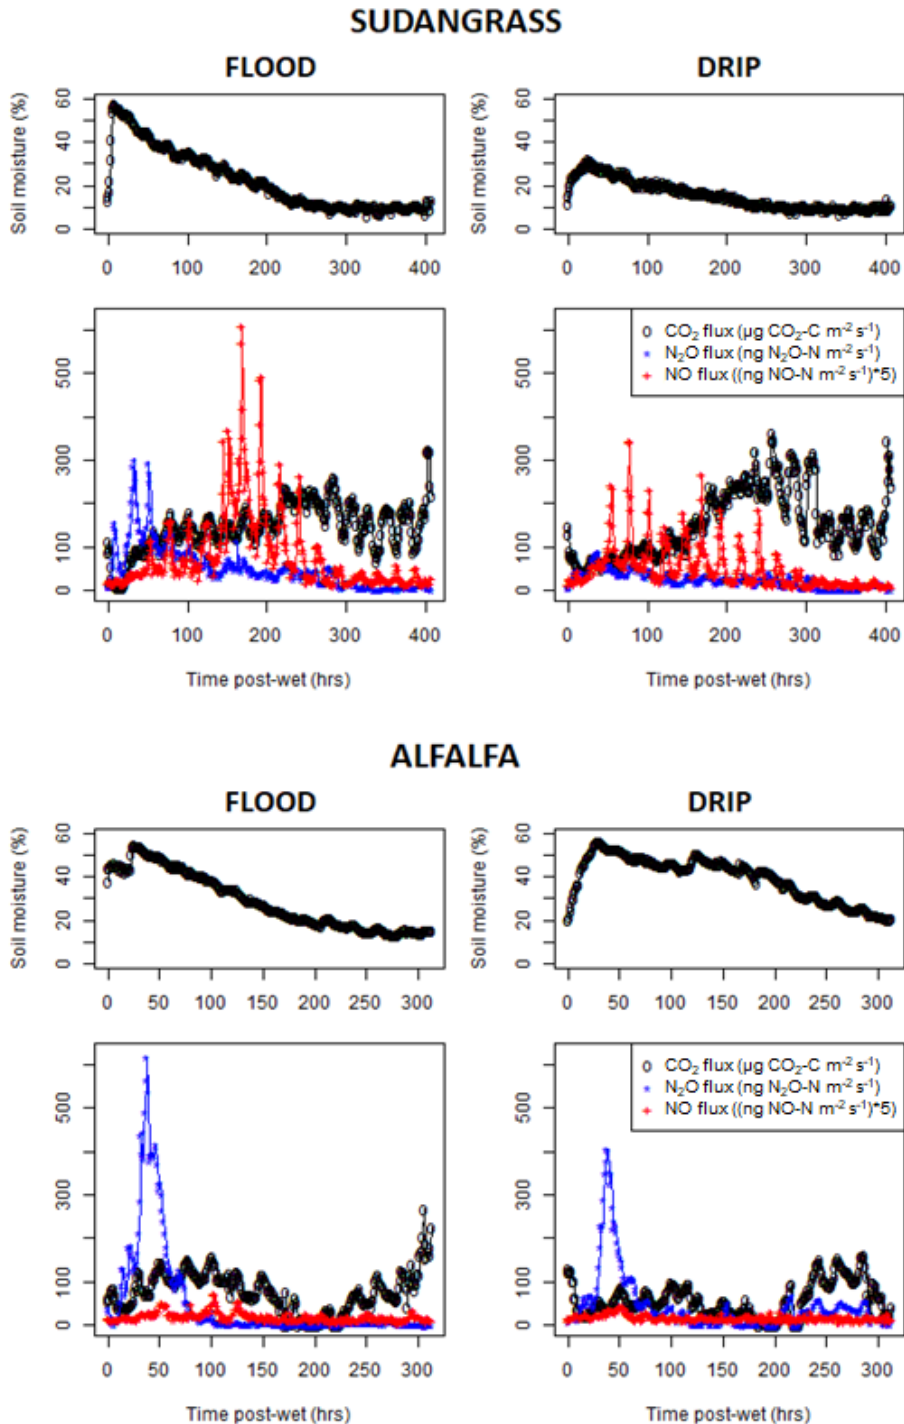 SUDANGRASS
FLOOD
DRIP
Soil moisture (%)
0 20 40 60
0 100 200 300 400
Soil moisture (%)
0 20 40 60
0 100 200 300 400
0 100 300 500
0 100 200 300 400
Time post-wet (hrs)
CO₂ flux (µg CO₂-C m⁻² s⁻¹)
N₂O flux (ng N₂O-N m⁻² s⁻¹)
NO flux ((ng NO-N m⁻² s⁻¹)*5)
0 100 300 500
0 100 200 300 400
Time post-wet (hrs)
ALFALFA
FLOOD
DRIP
Soil moisture (%)
0 20 40 60
0 50 100 150 200 250 300
Soil moisture (%)
0 20 40 60
0 50 100 150 200 250 300
0 100 300 500
0 50 100 150 200 250 300
Time post-wet (hrs)
CO₂ flux (µg CO₂-C m⁻² s⁻¹)
N₂O flux (ng N₂O-N m⁻² s⁻¹)
NO flux ((ng NO-N m⁻² s⁻¹)*5)
0 100 300 500
0 50 100 150 200 250 300
Time post-wet (hrs)